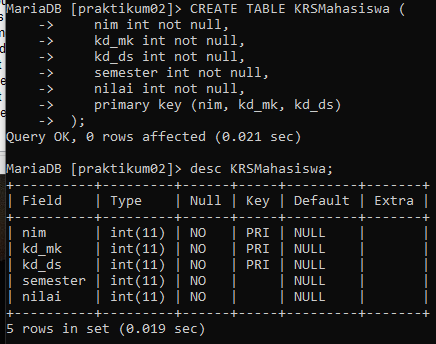 MariaDB [praktikum02]> CREATE TABLE KRSMahasiswa (
    ->     nim int not null,
    ->     kd_mk int not null,
    ->     kd_ds int not null,
    ->     semester int not null,
    ->     nilai int not null,
    ->     primary key (nim, kd_mk, kd_ds)
    ->  );
Query OK, 0 rows affected (0.021 sec)
MariaDB [praktikum02]> desc KRSMahasiswa;
+----------+---------+------+-----+---------+-------+
| Field    | Type    | Null | Key | Default | Extra |
+----------+---------+------+-----+---------+-------+
| nim      | int(11) | NO   | PRI | NULL    |       |
| kd_mk    | int(11) | NO   | PRI | NULL    |       |
| kd_ds    | int(11) | NO   | PRI | NULL    |       |
| semester | int(11) | NO   |     | NULL    |       |
| nilai    | int(11) | NO   |     | NULL    |       |
+----------+---------+------+-----+---------+-------+
5 rows in set (0.019 sec)